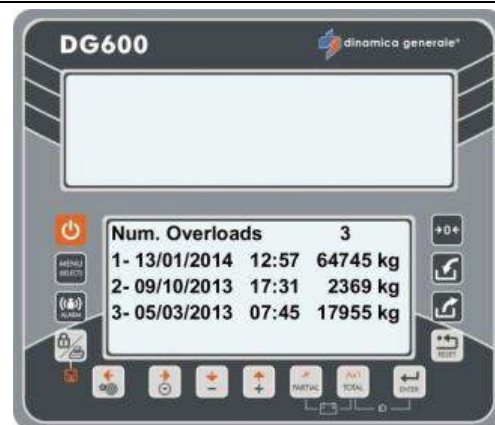 DG600 dinamica generale®
Num. Overloads 3
1- 13/01/2014 12:57 64745 kg
2- 09/10/2013 17:31 2369 kg
3- 05/03/2013 07:45 17955 kg
→0←
MENU
ALARM
RESET
PARTIAL TOTAL ENTER
ID